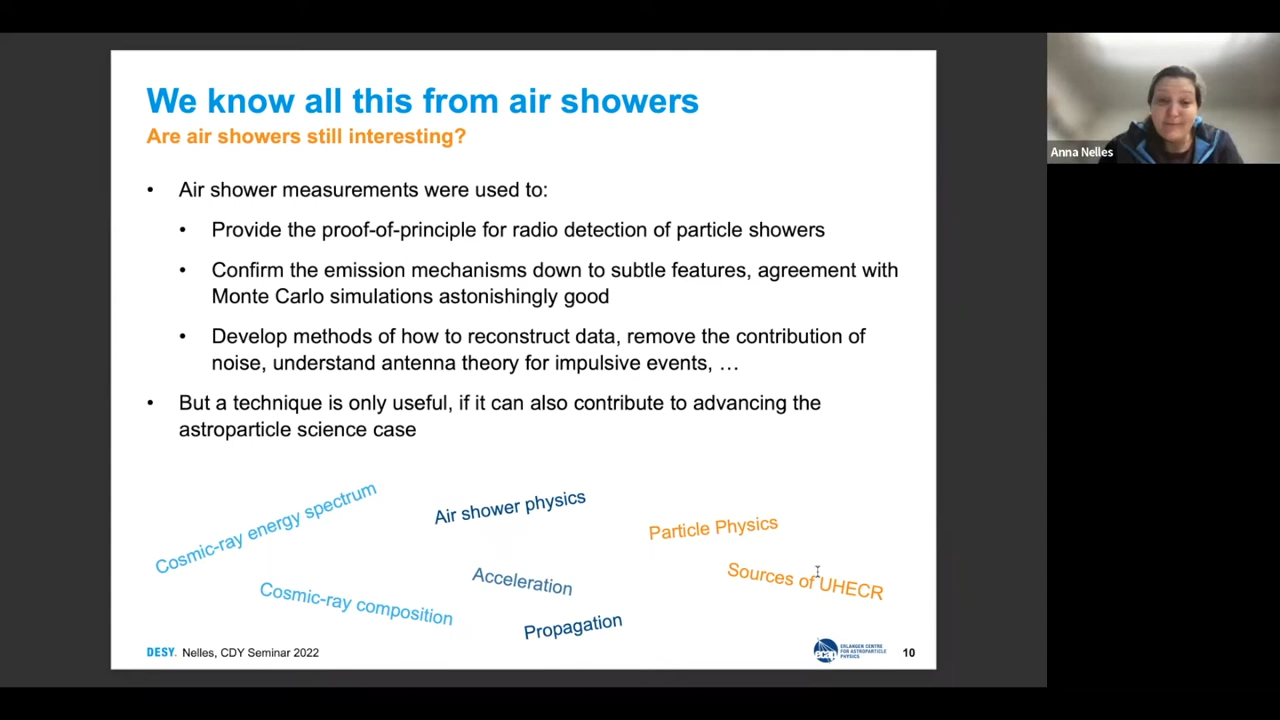 We know all this from air showers
Are air showers still interesting?
• Air shower measurements were used to:
• Provide the proof-of-principle for radio detection of particle showers
• Confirm the emission mechanisms down to subtle features, agreement with
Monte Carlo simulations astonishingly good
• Develop methods of how to reconstruct data, remove the contribution of
noise, understand antenna theory for impulsive events, …
• But a technique is only useful, if it can also contribute to advancing the
astroparticle science case
Cosmic-ray energy spectrum
Air shower physics
Particle Physics
Cosmic-ray composition
Acceleration
Sources of UHECR
Propagation
DESY. Nelles, CDY Seminar 2022
ecap
ERLANGEN CENTRE
FOR ASTROPARTICLE
PHYSICS
10
Anna Nelles